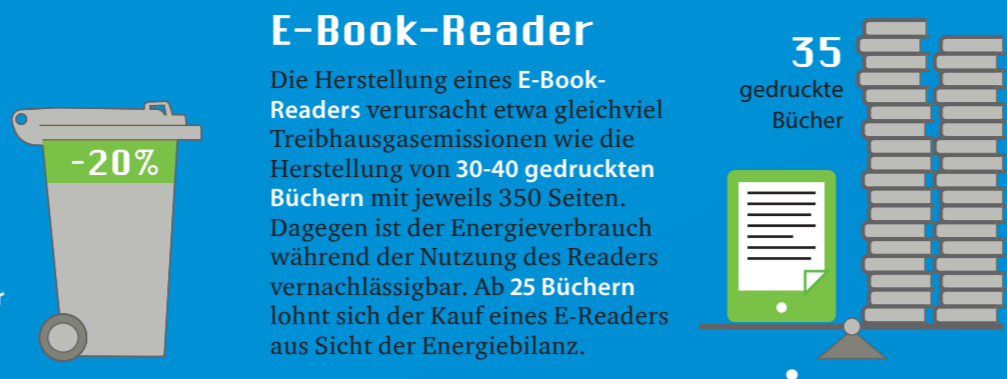 -20%
E-Book-Reader
Die Herstellung eines E-Book-
Readers verursacht etwa gleichviel
Treibhausgasemissionen wie die
Herstellung von 30-40 gedruckten
Büchern mit jeweils 350 Seiten.
Dagegen ist der Energieverbrauch
während der Nutzung des Readers
vernachlässigbar. Ab 25 Büchern
lohnt sich der Kauf eines E-Readers
aus Sicht der Energiebilanz.
35
gedruckte
Bücher